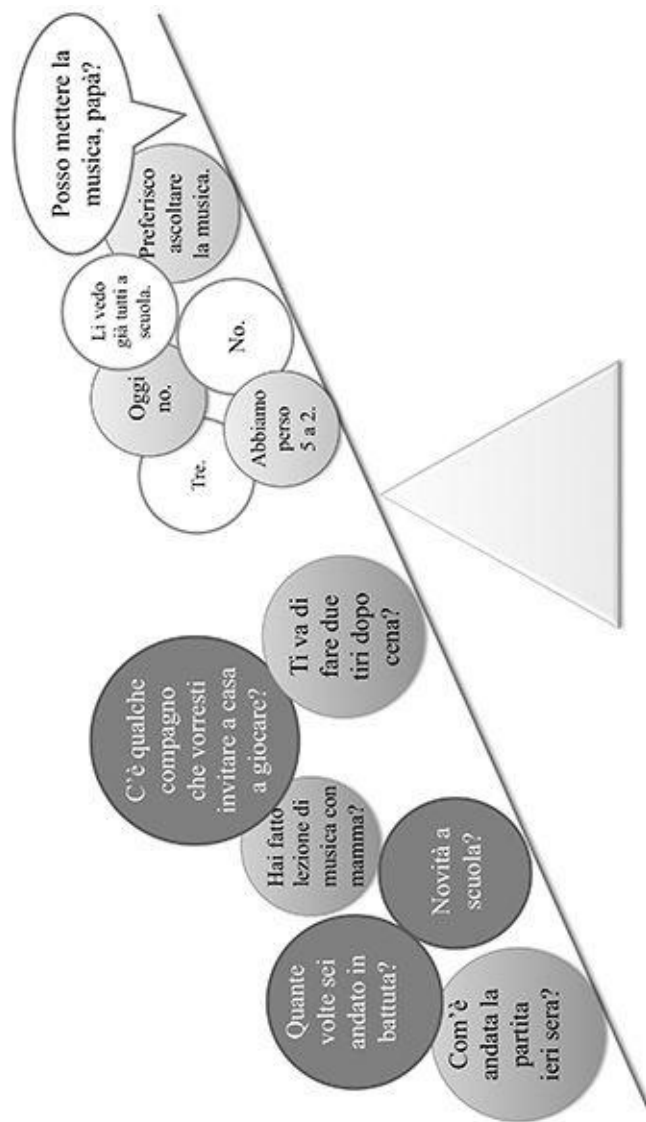 Com'è
andata la
partita
ieri sera?
Quante
volte sei
andato in
battuta?
Novità a
scuola?
Hai fatto
lezione di
musica con
mamma?
C'è qualche
compagno
che vorresti
invitare a casa
a giocare?
Ti va di
fare due
tiri dopo
cena?
Abbiamo
perso
5 a 2.
Tre.
No.
Oggi
no.
Li vedo
già tutti a
scuola.
Preferisco
ascoltare
la musica.
Posso mettere la
musica, papà?